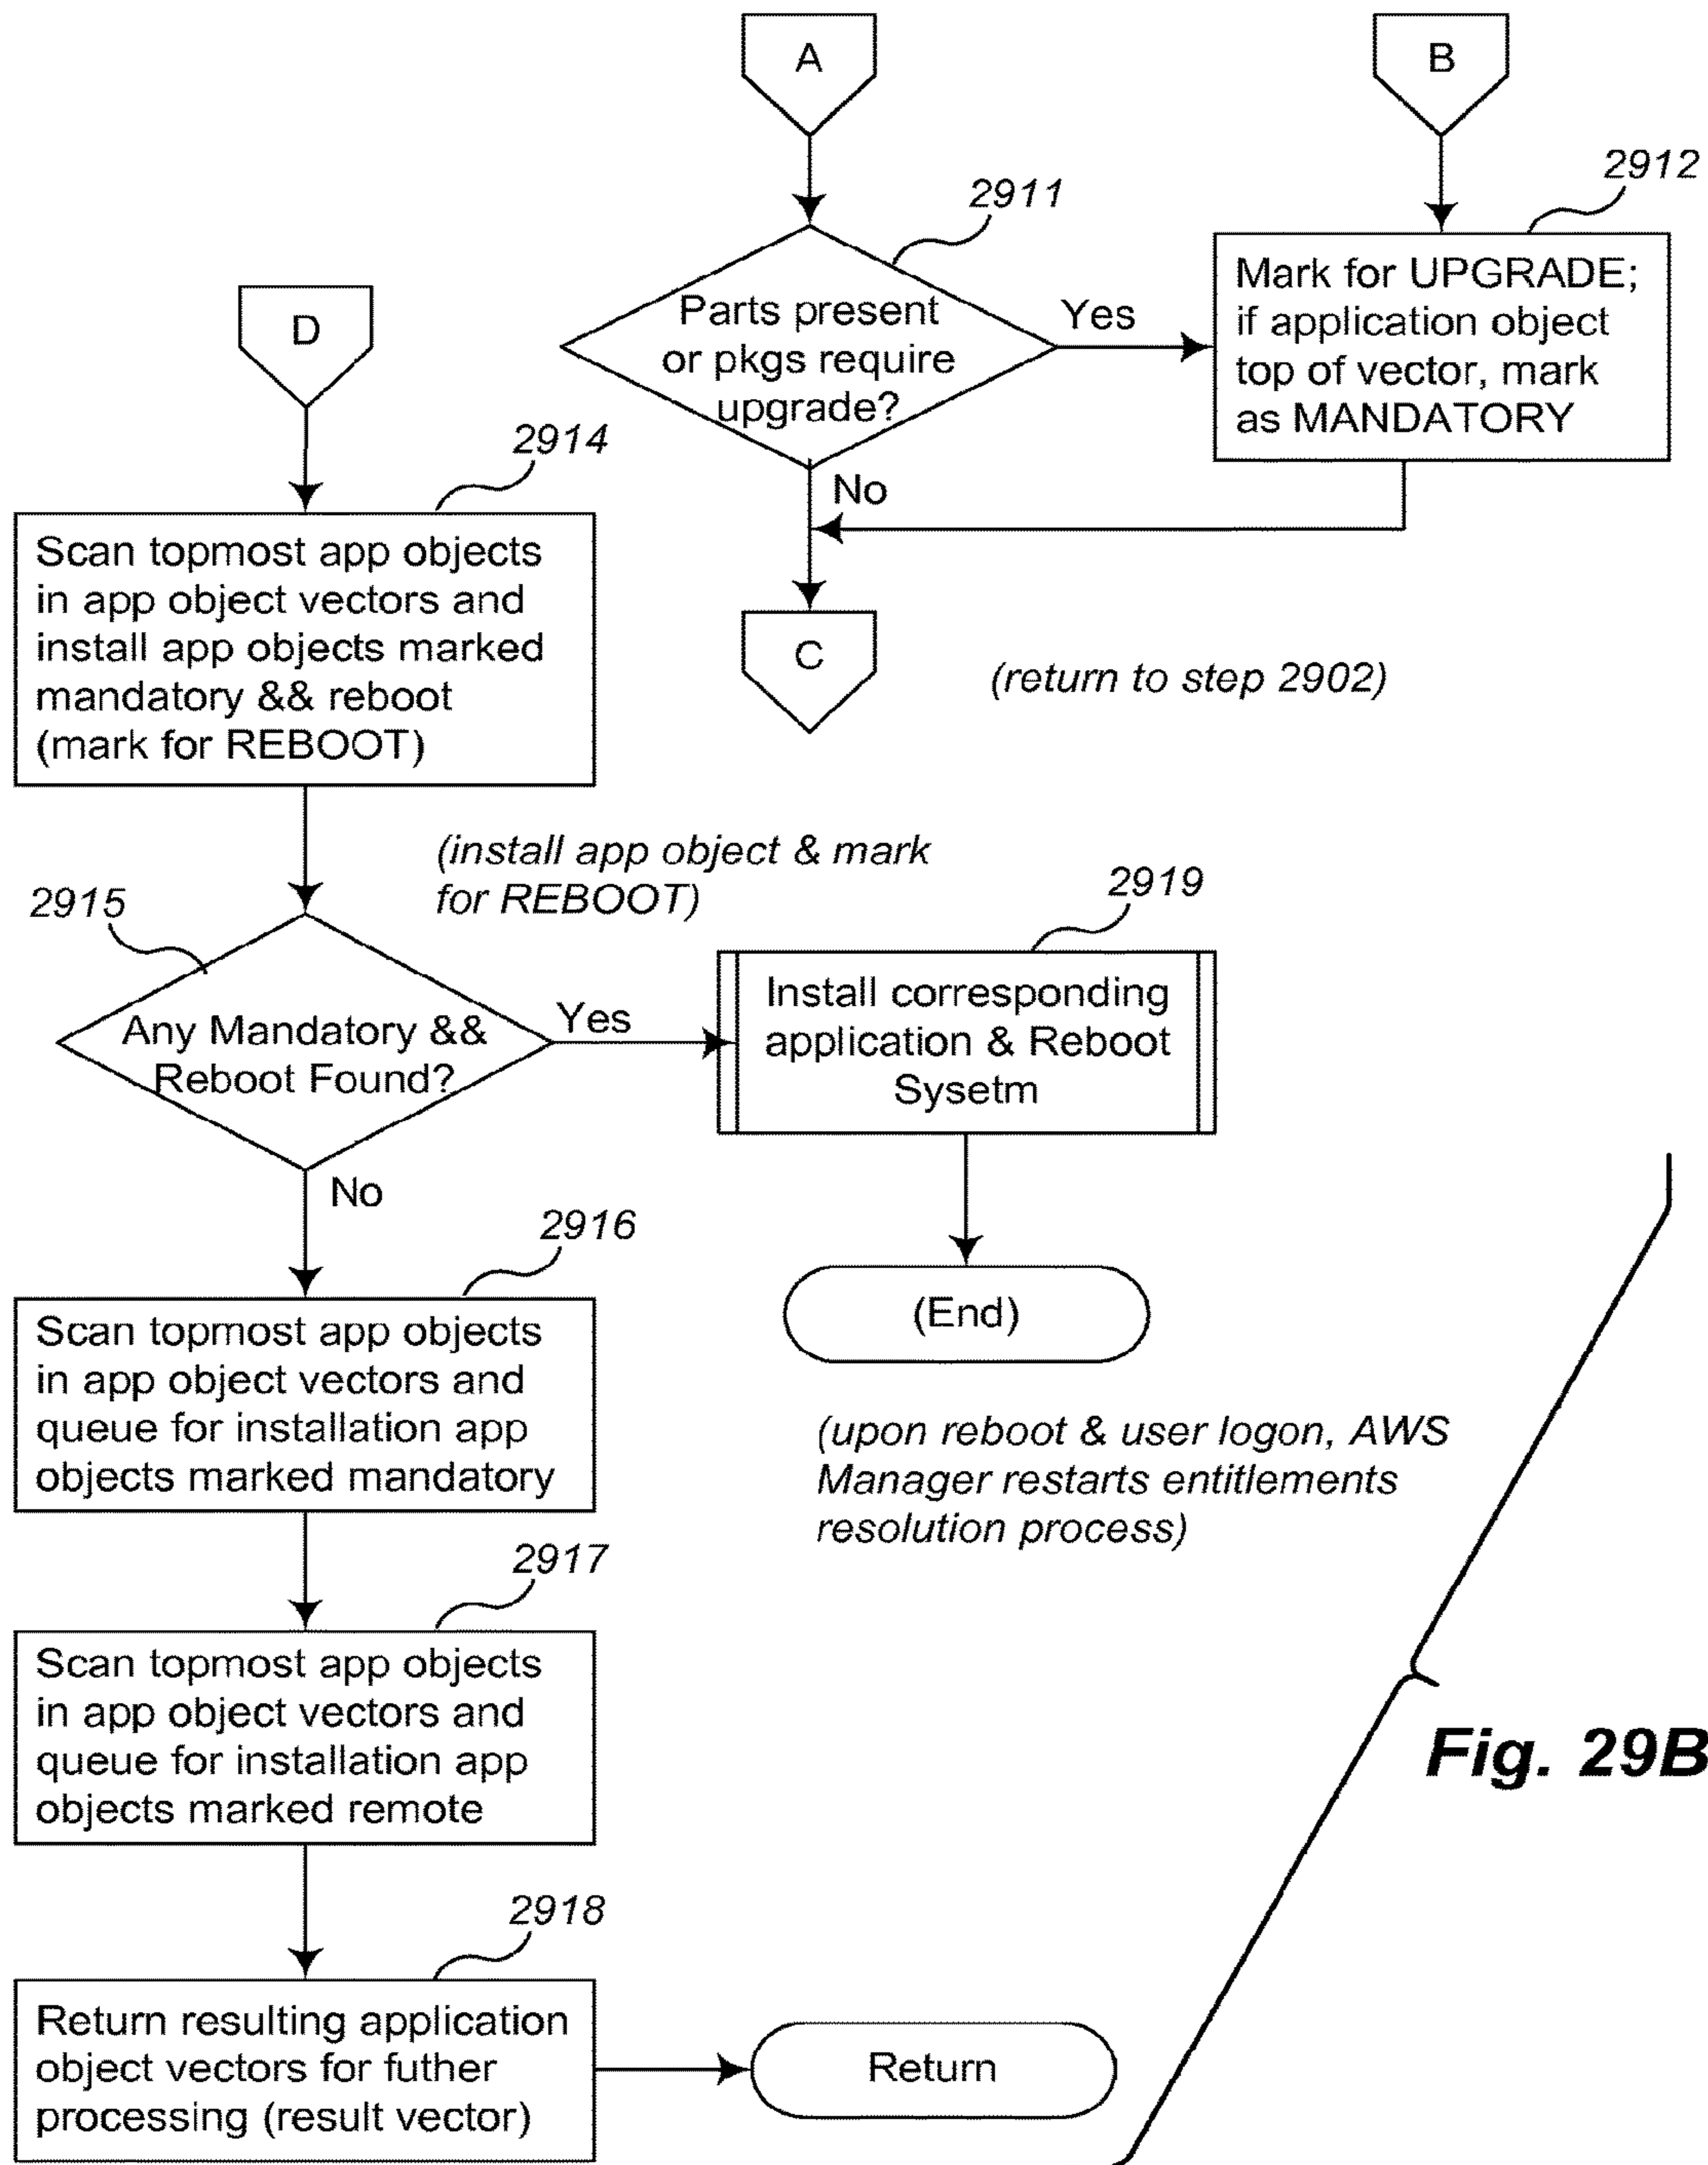 A
B
2911
2912
Parts present
or pkgs require
upgrade?
Yes
Mark for UPGRADE;
if application object
top of vector, mark
as MANDATORY
No
C
(return to step 2902)
D
2914
Scan topmost app objects
in app object vectors and
install app objects marked
mandatory && reboot
(mark for REBOOT)
(install app object & mark
for REBOOT)
2915
Any Mandatory &&
Reboot Found?
Yes
2919
Install corresponding
application & Reboot
Sysetm
(End)
(upon reboot & user logon, AWS
Manager restarts entitlements
resolution process)
No
2916
Scan topmost app objects
in app object vectors and
queue for installation app
objects marked mandatory
2917
Scan topmost app objects
in app object vectors and
queue for installation app
objects marked remote
2918
Return resulting application
object vectors for futher
processing (result vector)
Return
Fig. 29B